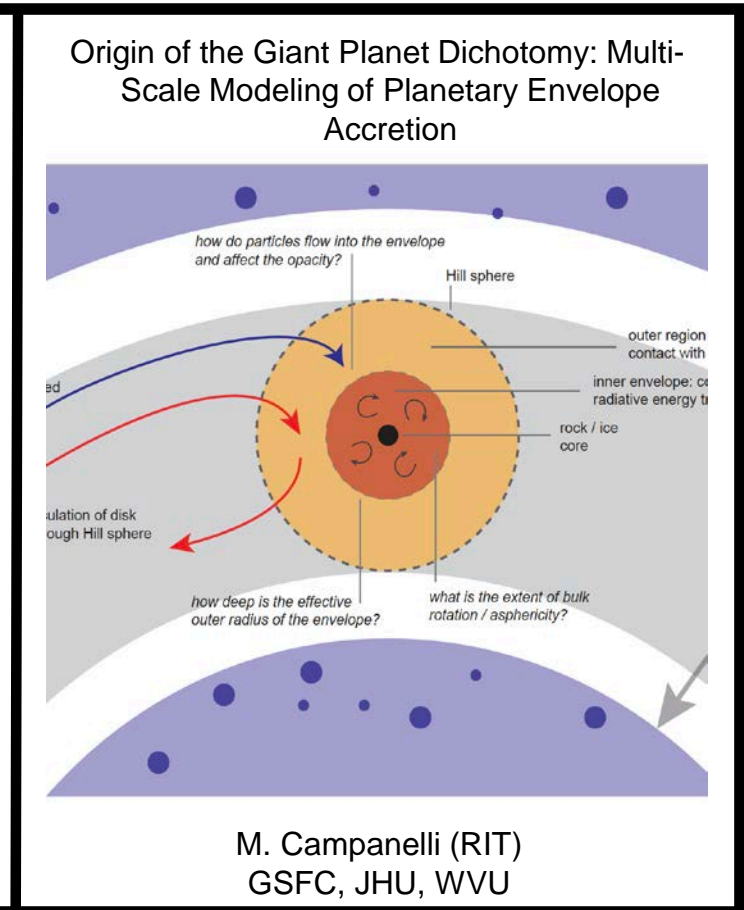 Origin of the Giant Planet Dichotomy: Multi-
Scale Modeling of Planetary Envelope
Accretion
how do particles flow into the envelope
and affect the opacity?
Hill sphere
outer region
contact with
inner envelope:
radiative energy
rock / ice
core
ed
ulation of disk
ough Hill sphere
how deep is the effective
outer radius of the envelope?
what is the extent of bulk
rotation / asphericity?
M. Campanelli (RIT)
GSFC, JHU, WVU